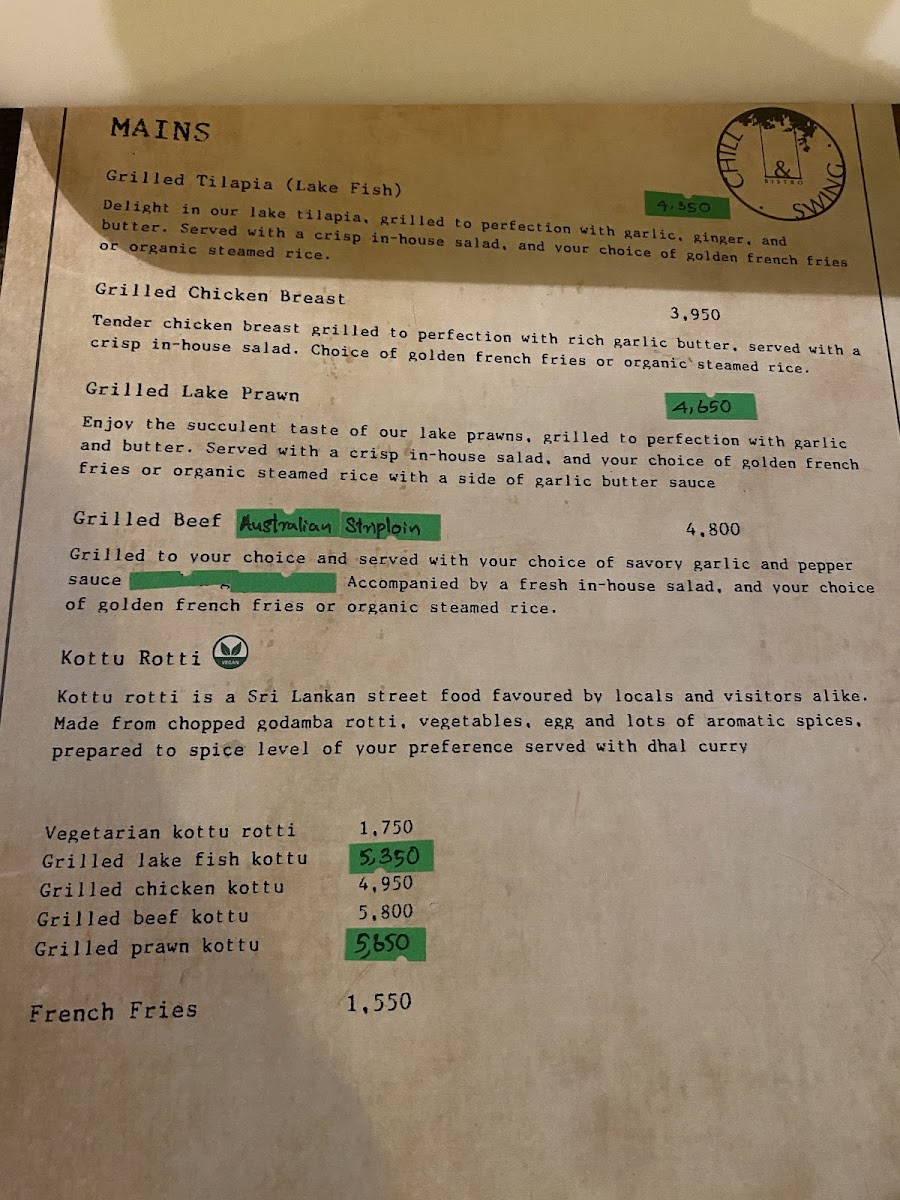 MAINS
CHILL & SWING
BISTRO
Grilled Tilapia (Lake Fish)
4,350
Delight in our lake tilapia, grilled to perfection with garlic, ginger, and
butter. Served with a crisp in-house salad, and your choice of golden french fries
or organic steamed rice.
Grilled Chicken Breast 3,950
Tender chicken breast grilled to perfection with rich garlic butter, served with a
crisp in-house salad. Choice of golden french fries or organic steamed rice.
Grilled Lake Prawn 4,650
Enjoy the succulent taste of our lake prawns, grilled to perfection with garlic
and butter. Served with a crisp in-house salad, and your choice of golden french
fries or organic steamed rice with a side of garlic butter sauce
Grilled Beef Australian Striploin 4,800
Grilled to your choice and served with your choice of savory garlic and pepper
sauce Accompanied by a fresh in-house salad, and your choice
of golden french fries or organic steamed rice.
Kottu Rotti VEGAN
Kottu rotti is a Sri Lankan street food favoured by locals and visitors alike.
Made from chopped godamba rotti, vegetables, egg and lots of aromatic spices,
prepared to spice level of your preference served with dhal curry
Vegetarian kottu rotti 1,750
Grilled lake fish kottu 5,350
Grilled chicken kottu 4,950
Grilled beef kottu 5,800
Grilled prawn kottu 5,650
French Fries 1,550